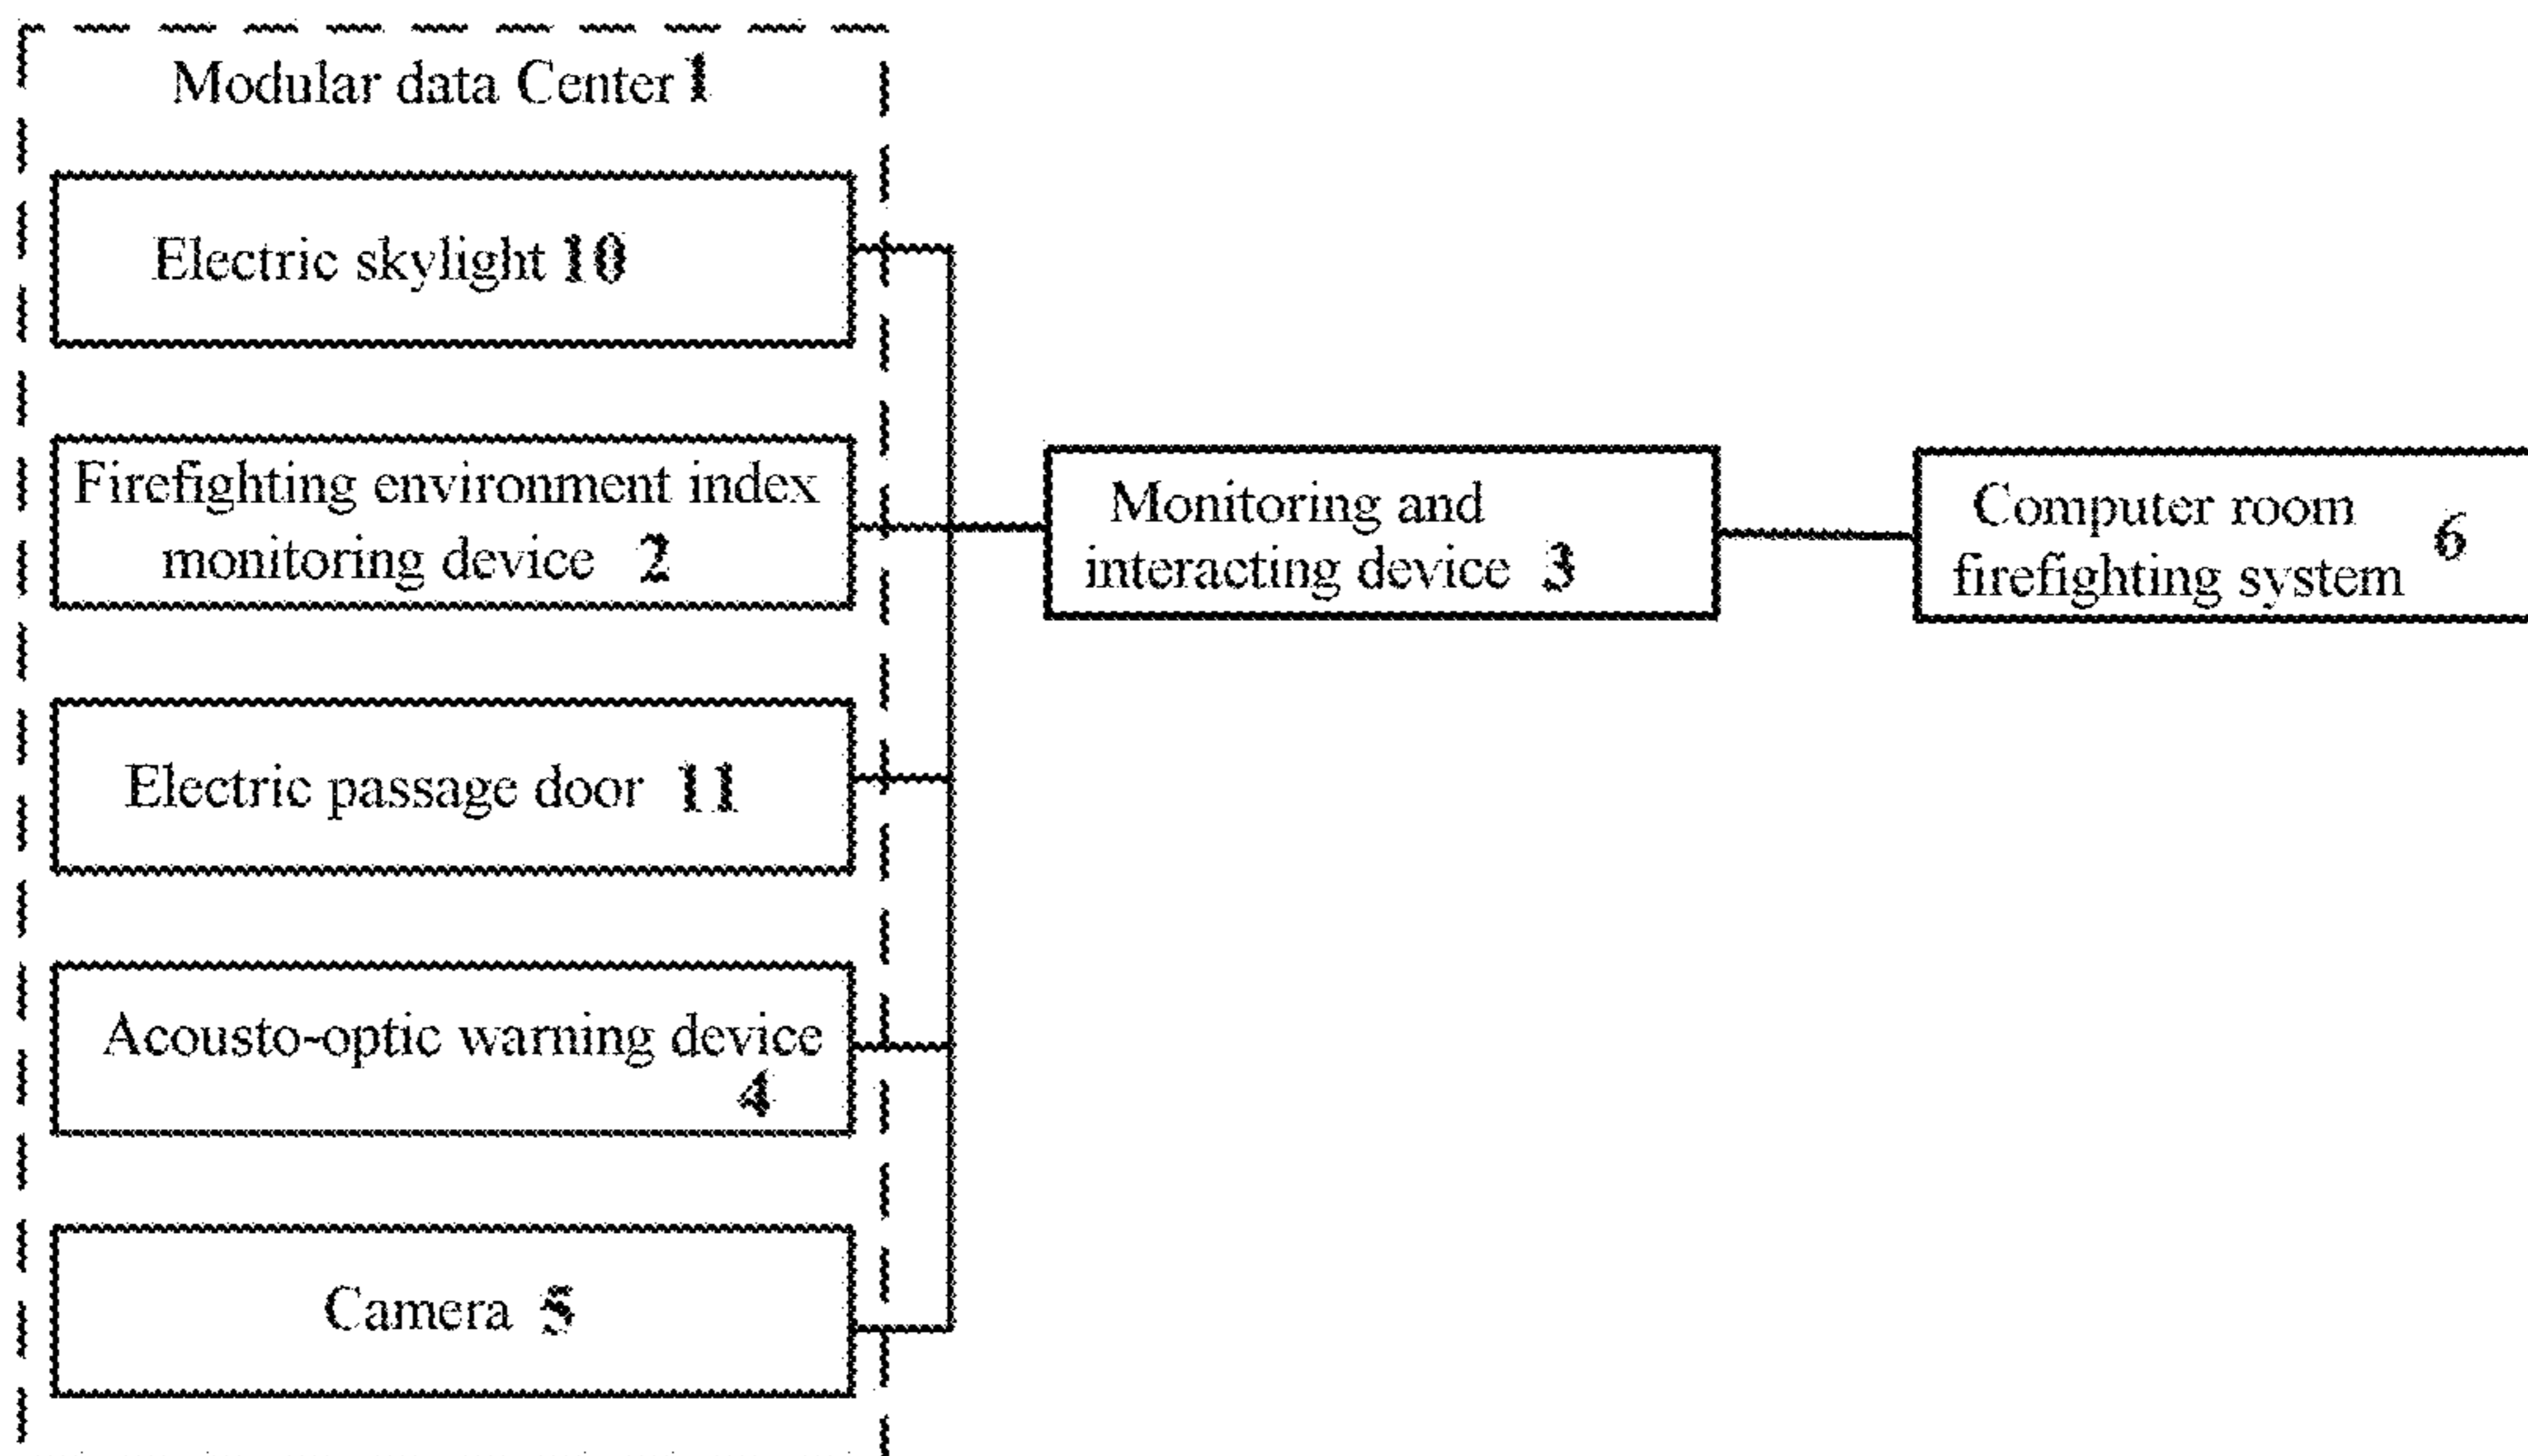 Modular data Center 1
Electric skylight 10
Firefighting environment index
monitoring device 2
Electric passage door 11
Acousto-optic warning device
4
Camera 5
Monitoring and
interacting device 3
Computer room
firefighting system 6